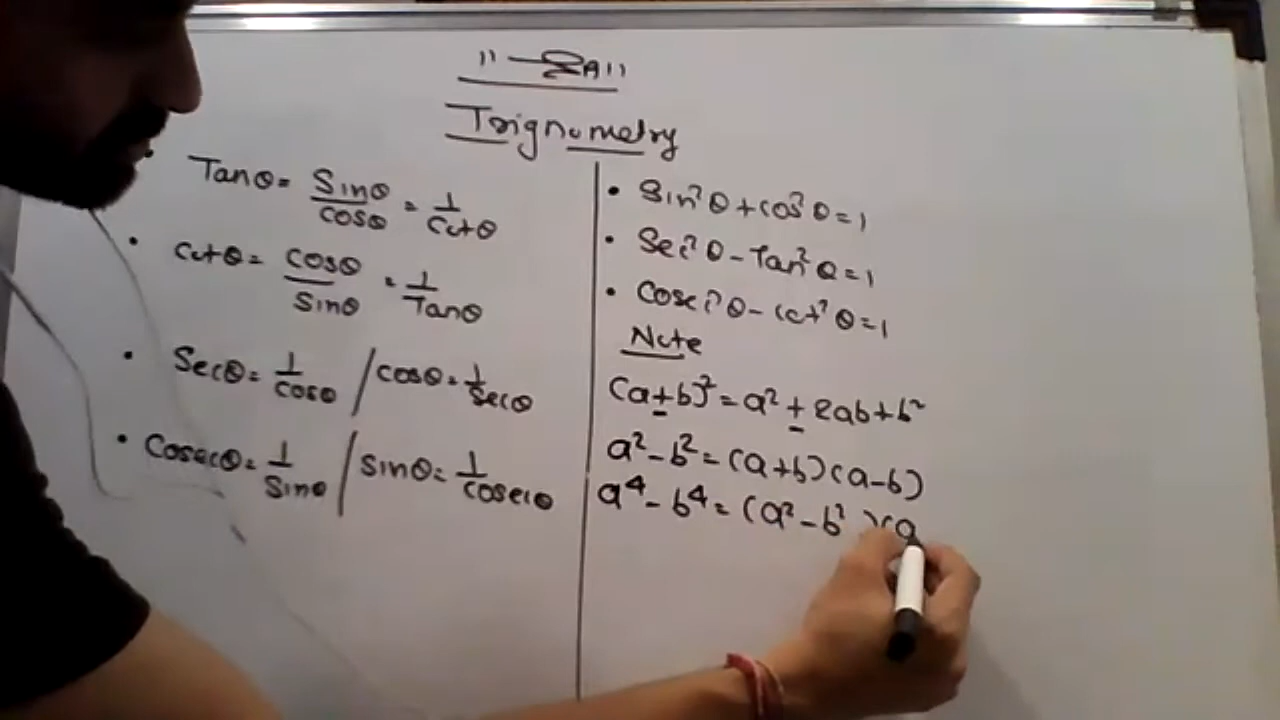 Trignometry
Tanθ = Sinθ/cosθ = 1/Cotθ
Cotθ = cosθ/Sinθ = 1/Tanθ
Secθ = 1/cosθ / cosθ = 1/Secθ
Cosecθ = 1/Sinθ / sinθ = 1/cosecθ
• Sin²θ + cos²θ = 1
• Sec²θ - Tan²θ = 1
• Cosec²θ - cot²θ = 1
Note
(a+b)² = a² + 2ab + b²
a² - b² = (a+b)(a-b)
a⁴ - b⁴ = (a² - b²)(a